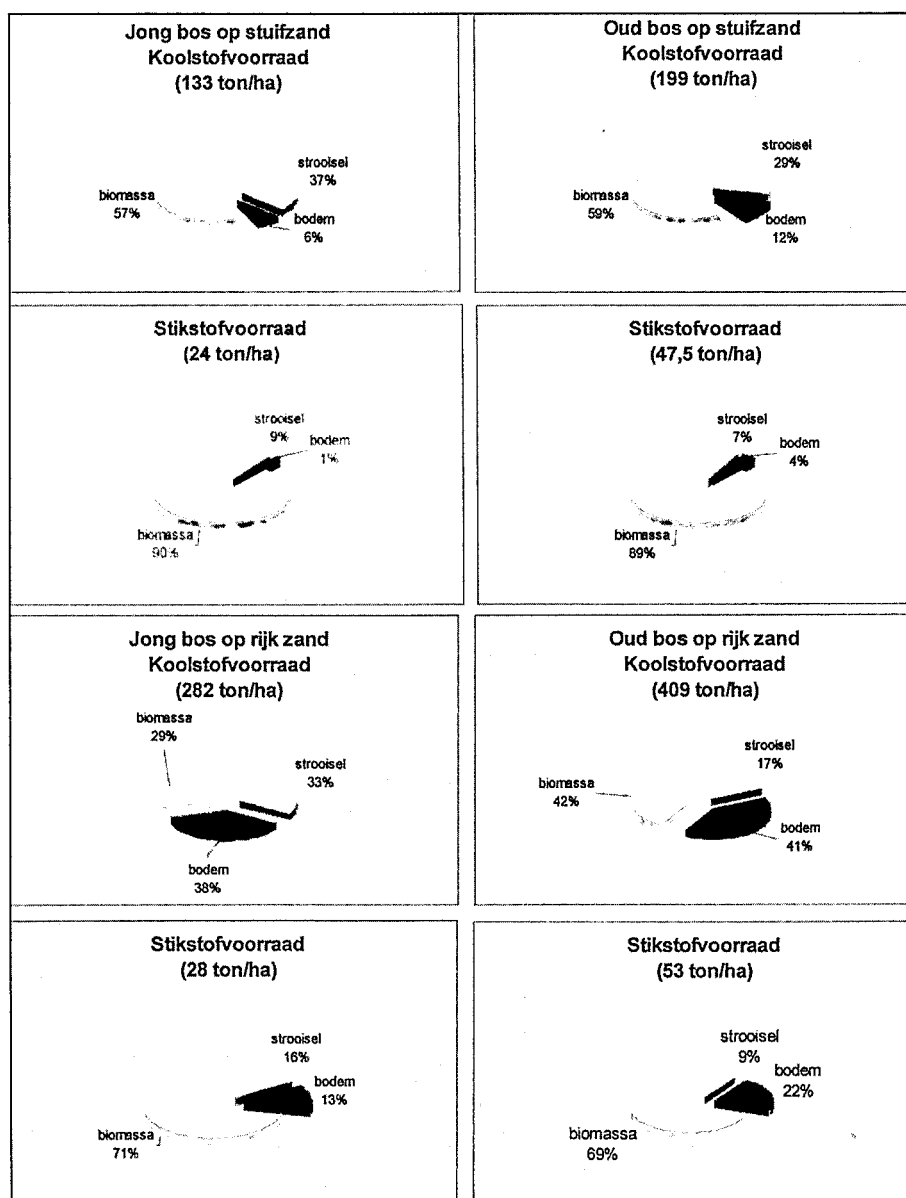 Jong bos op stuifzand
Koolstofvoorraad
(133 ton/ha)
strooisel
37%
biomassa
57%
bodem
6%
Oud bos op stuifzand
Koolstofvoorraad
(199 ton/ha)
strooisel
29%
biomassa
59%
bodem
12%
Stikstofvoorraad
(24 ton/ha)
strooisel
9%
bodem
1%
biomassa
90%
Stikstofvoorraad
(47,5 ton/ha)
strooisel
7%
bodem
4%
biomassa
89%
Jong bos op rijk zand
Koolstofvoorraad
(282 ton/ha)
biomassa
29%
strooisel
33%
bodem
38%
Oud bos op rijk zand
Koolstofvoorraad
(409 ton/ha)
strooisel
17%
biomassa
42%
bodem
41%
Stikstofvoorraad
(28 ton/ha)
strooisel
16%
bodem
13%
biomassa
71%
Stikstofvoorraad
(53 ton/ha)
strooisel
9%
bodem
22%
biomassa
69%